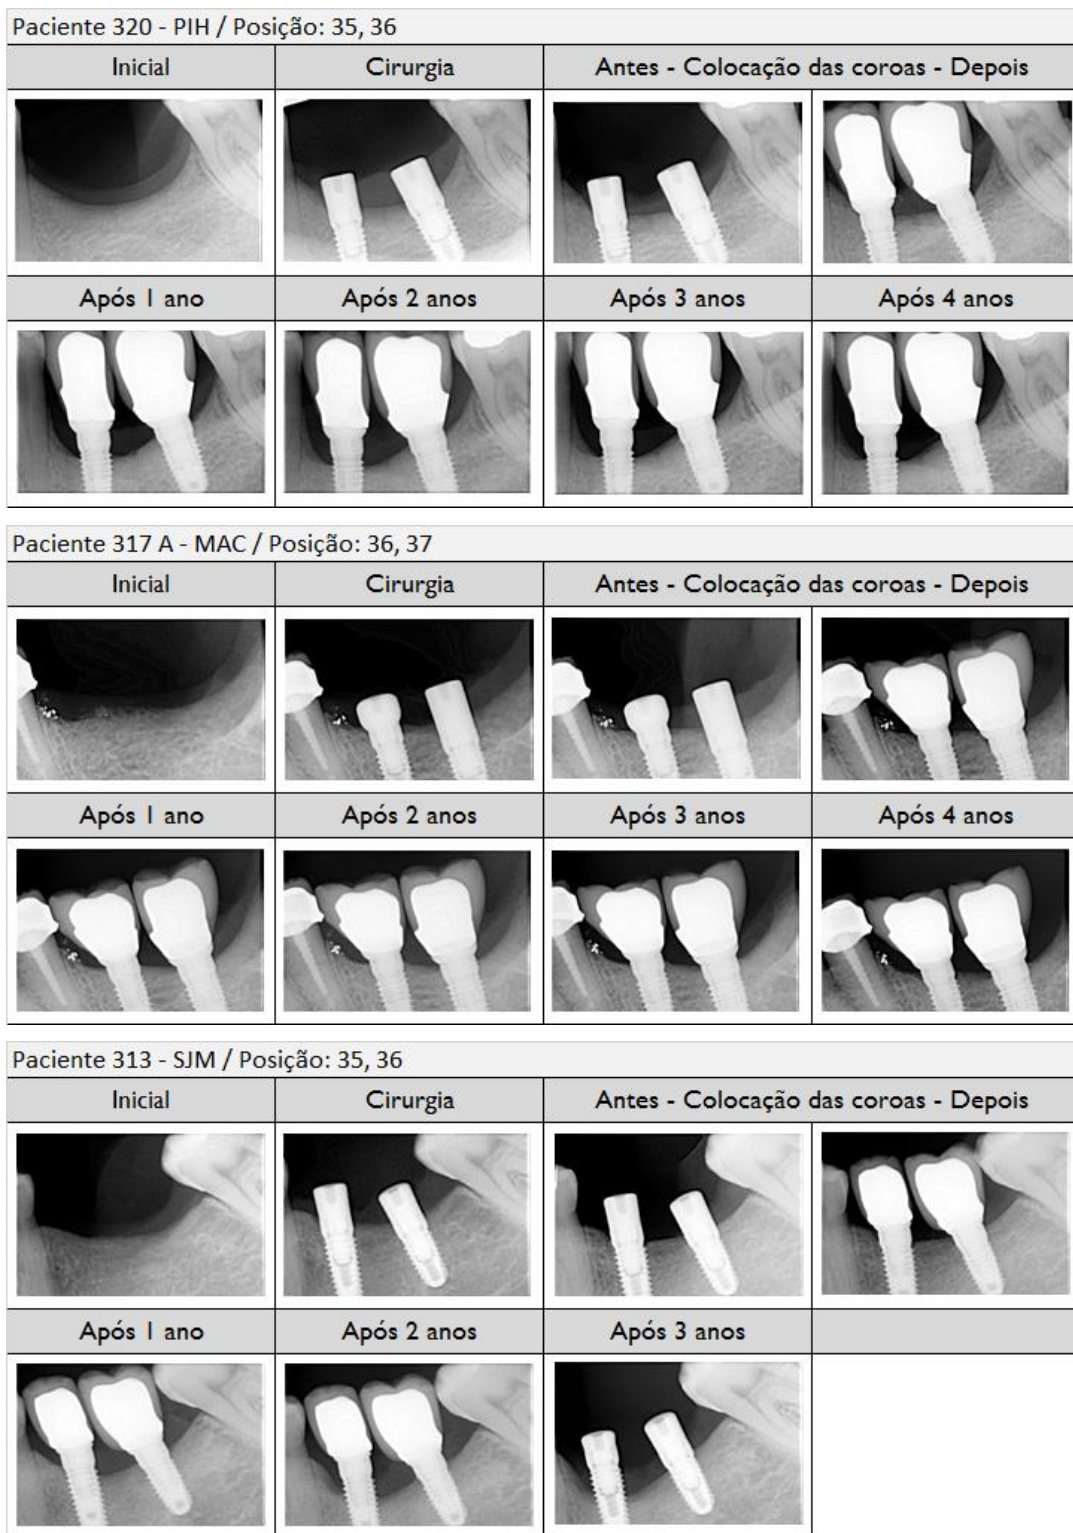 Paciente 320 - PIH / Posição: 35, 36
Inicial Cirurgia Antes - Colocação das coroas - Depois
Após 1 ano Após 2 anos Após 3 anos Após 4 anos
Paciente 317 A - MAC / Posição: 36, 37
Inicial Cirurgia Antes - Colocação das coroas - Depois
Após 1 ano Após 2 anos Após 3 anos Após 4 anos
Paciente 313 - SJM / Posição: 35, 36
Inicial Cirurgia Antes - Colocação das coroas - Depois
Após 1 ano Após 2 anos Após 3 anos